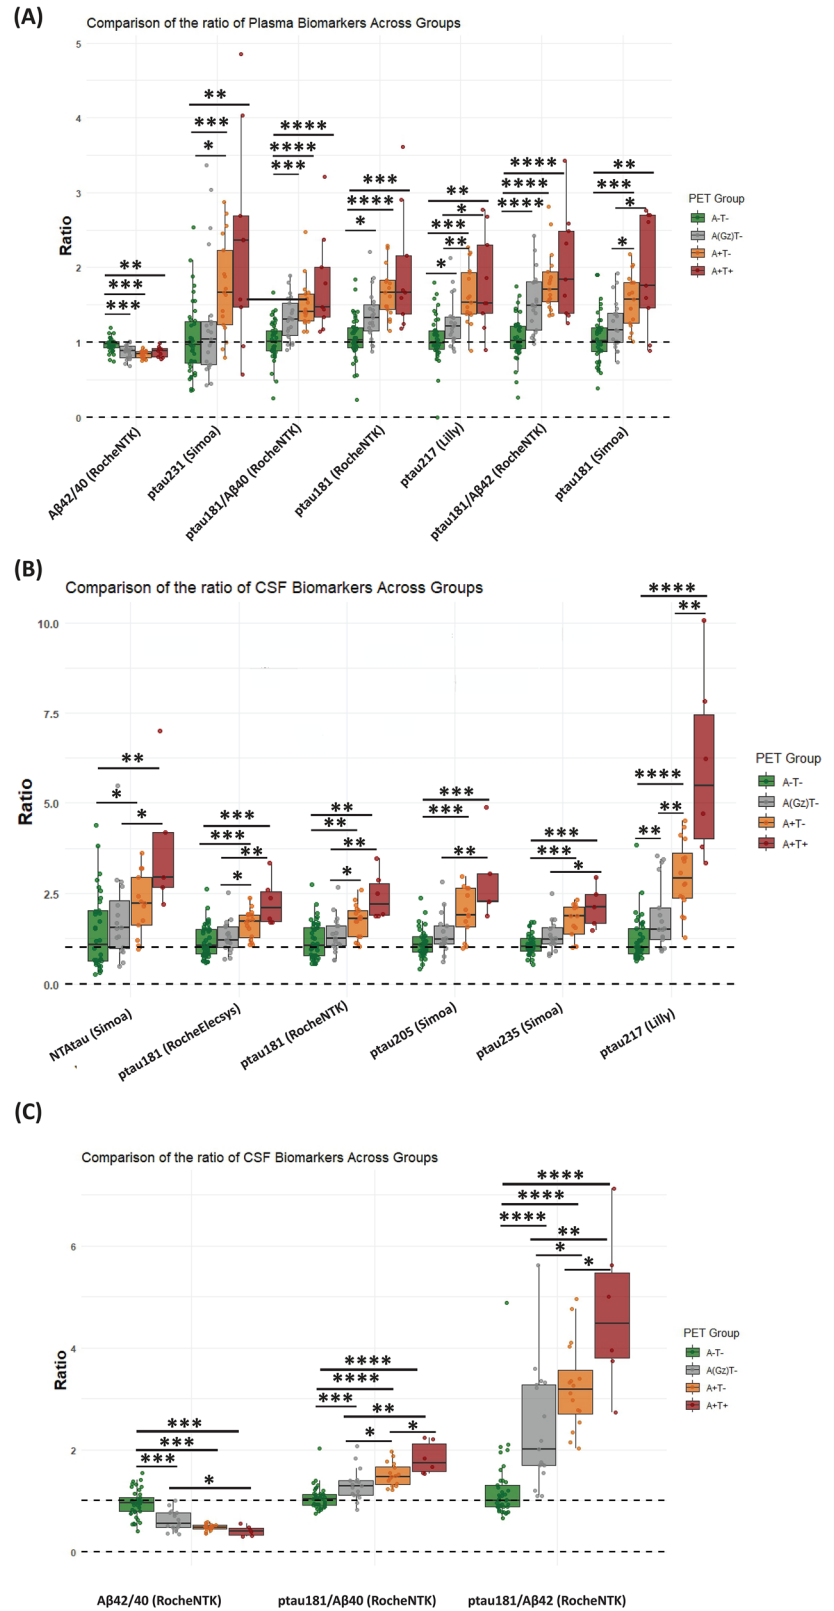 (A)
Comparison of the ratio of Plasma Biomarkers Across Groups
5
4
3
2
1
0
Ratio
** *** *
** *** ***
**** **** ***
*** **** *
** * *** ** *
**** **** ****
** *** * *
PET Group
A-T-
A(Gz)T-
A+T-
A+T+
Aβ42/40 (RocheNTK)
ptau231 (Simoa)
ptau181/Aβ40 (RocheNTK)
ptau181 (RocheNTK)
ptau217 (Lilly)
ptau181/Aβ42 (RocheNTK)
ptau181 (Simoa)
(B)
Comparison of the ratio of CSF Biomarkers Across Groups
10.0
7.5
5.0
2.5
0.0
Ratio
**** ** **** ** **
** * *
*** *** ** *
** ** ** *
*** *** **
*** *** *
PET Group
A-T-
A(Gz)T-
A+T-
A+T+
NTAtau (Simoa)
ptau181 (RocheElecsys)
ptau181 (RocheNTK)
ptau205 (Simoa)
ptau235 (Simoa)
ptau217 (Lilly)
(C)
Comparison of the ratio of CSF Biomarkers Across Groups
6
4
2
0
Ratio
**** **** **** ** * *
**** **** *** ** * *
*** *** *** *
PET Group
A-T-
A(Gz)T-
A+T-
A+T+
Aβ42/40 (RocheNTK)
ptau181/Aβ40 (RocheNTK)
ptau181/Aβ42 (RocheNTK)